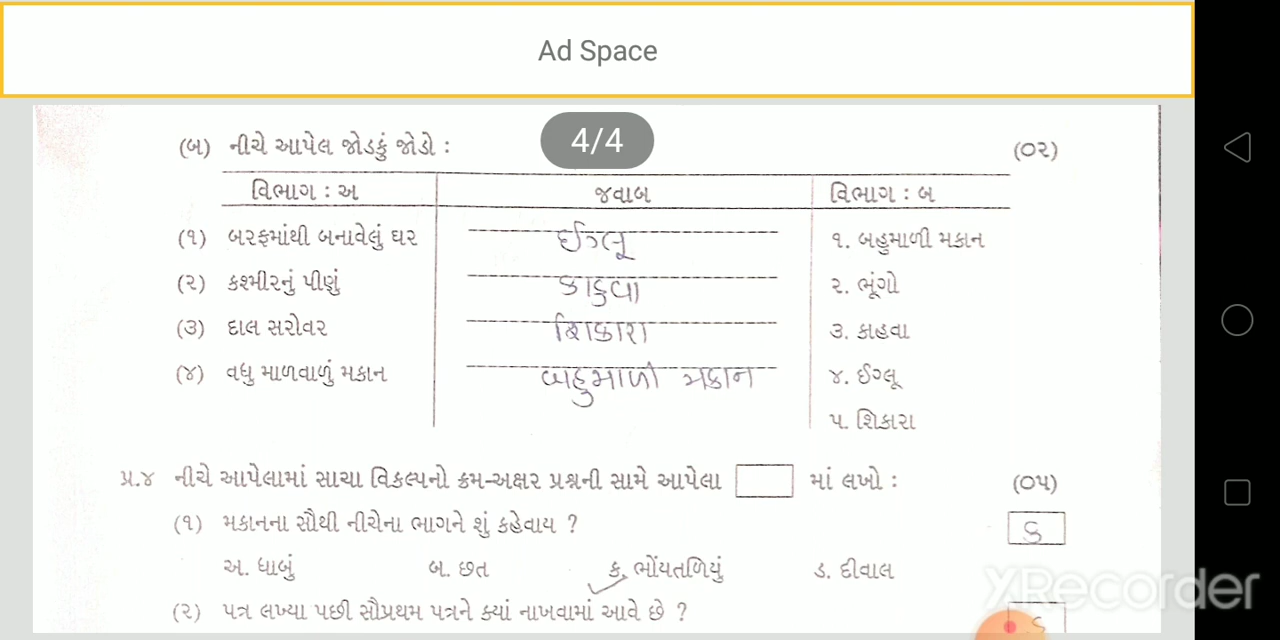 Ad Space
4/4
(બ) નીચે આપેલ જોડકું જોડો : (૦૨)
વિભાગ : અ જવાબ વિભાગ : બ
(૧) બરફમાંથી બનાવેલું ઘર ઈગ્લૂ ૧. બહુમાળી મકાન
(૨) કશ્મીરનું પીણું કાહવા ૨. ભૂંગો
(૩) દાલ સરોવર શિકારા ૩. કાહવા
(૪) વધુ માળવાળું મકાન બહુમાળી મકાન ૪. ઈગ્લૂ
૫. શિકારા
પ્ર.૪ નીચે આપેલામાં સાચા વિકલ્પનો ક્રમ-અક્ષર પ્રશ્નની સામે આપેલા માં લખો : (૦૫)
(૧) મકાનના સૌથી નીચેના ભાગને શું કહેવાય ? ક
અ. ધાબું બ. છત ક. ભોંયતળિયું ડ. દીવાલ
(૨) પત્ર લખ્યા પછી સૌપ્રથમ પત્રને ક્યાં નાખવામાં આવે છે ?
XRecorder